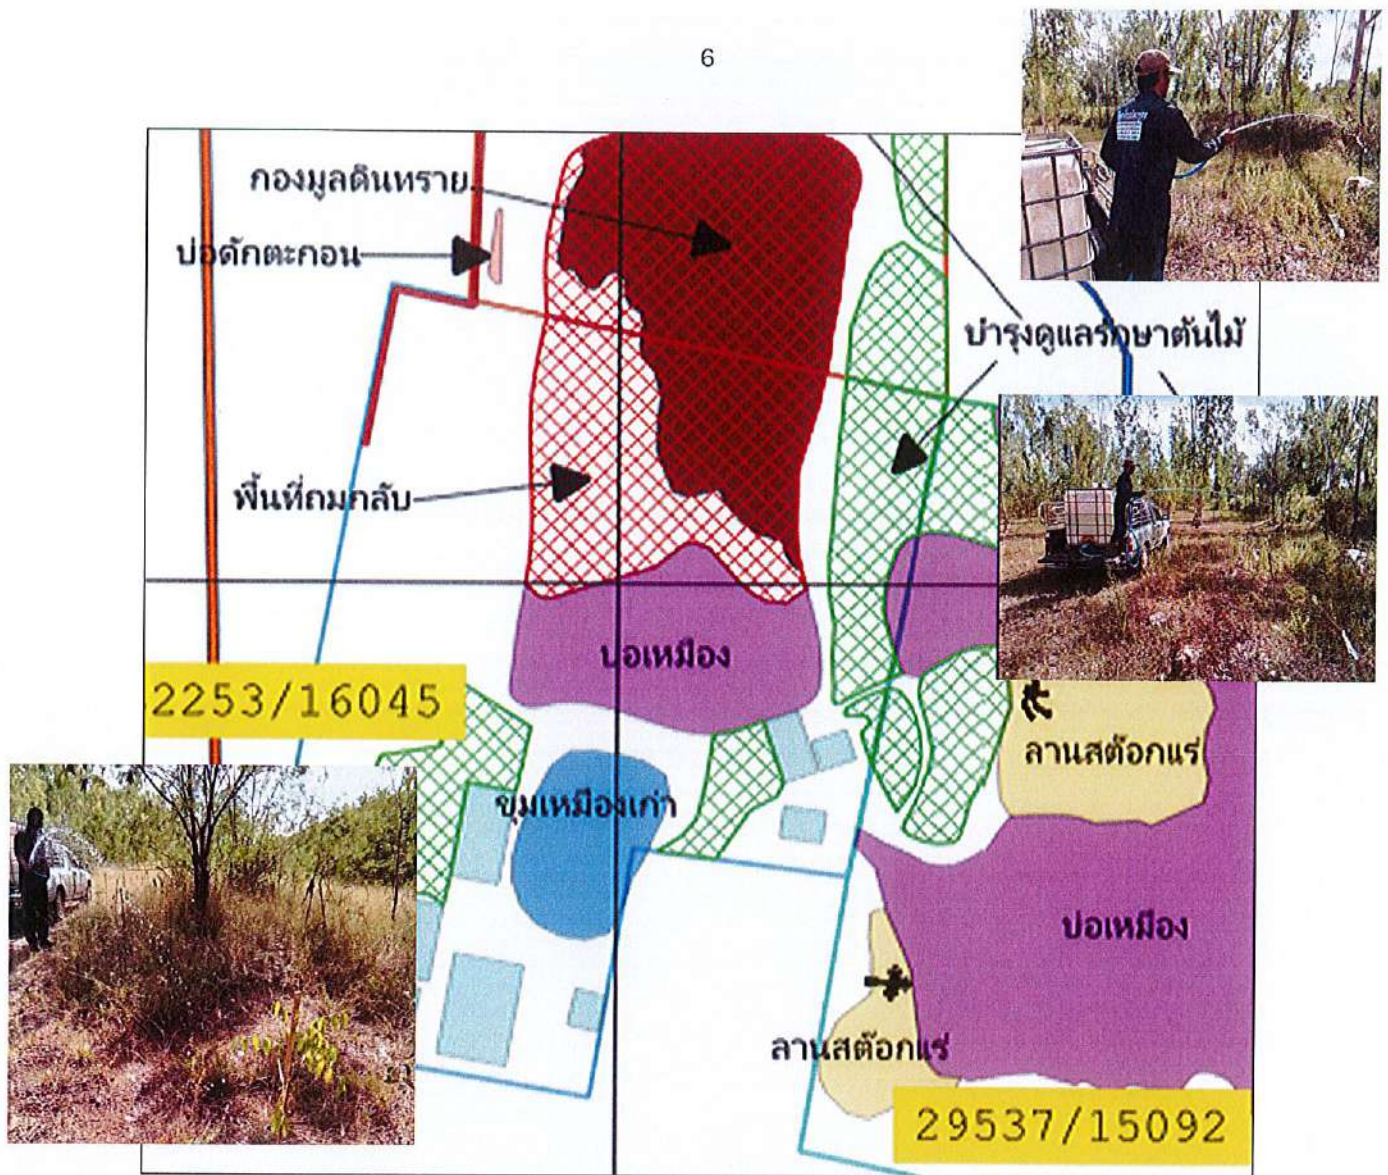 6
กองมูลดินทราย
บ่อดักตะกอน
บำรุงดูแลรักษาต้นไม้
พื้นที่ถมกลับ
บ่อเหมือง
2253/16045
ลานสต๊อกแร่
ขุมเหมืองเก่า
บ่อเหมือง
ลานสต๊อกแร่
29537/15092